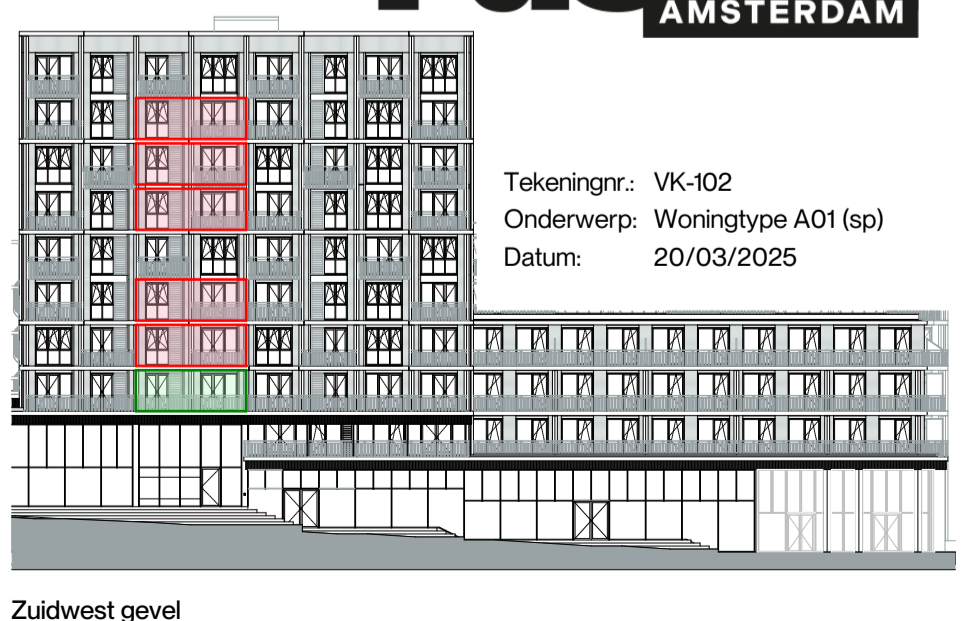 AMSTERDAM
Tekeningnr.: VK-102
Onderwerp: Woningtype A01 (sp)
Datum: 20/03/2025
Zuidwest gevel